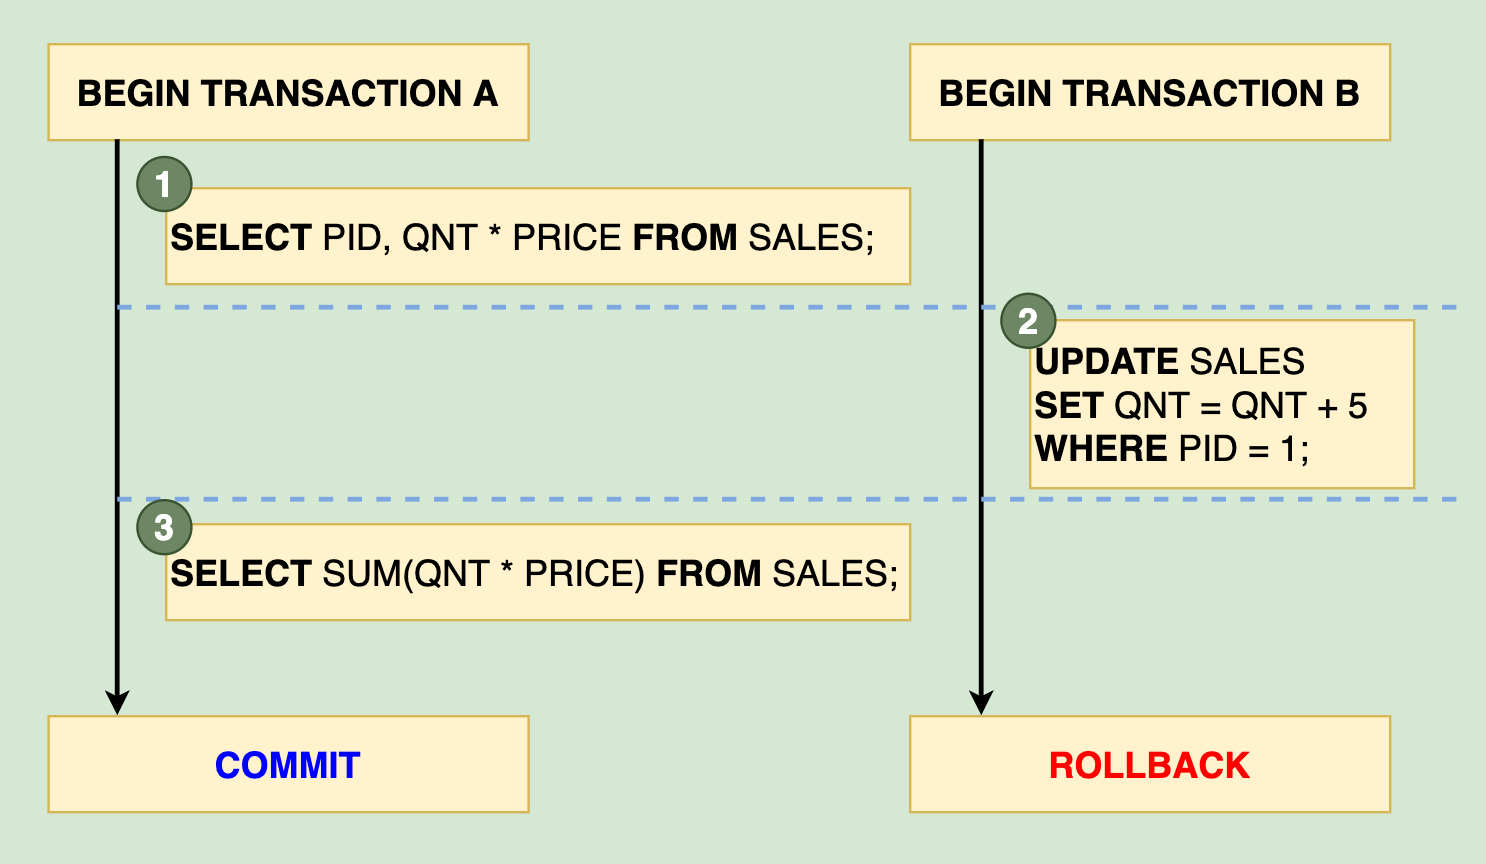 BEGIN TRANSACTION A
BEGIN TRANSACTION B
1
SELECT PID, QNT * PRICE FROM SALES;
2
UPDATE SALES
SET QNT = QNT + 5
WHERE PID = 1;
3
SELECT SUM(QNT * PRICE) FROM SALES;
COMMIT
ROLLBACK